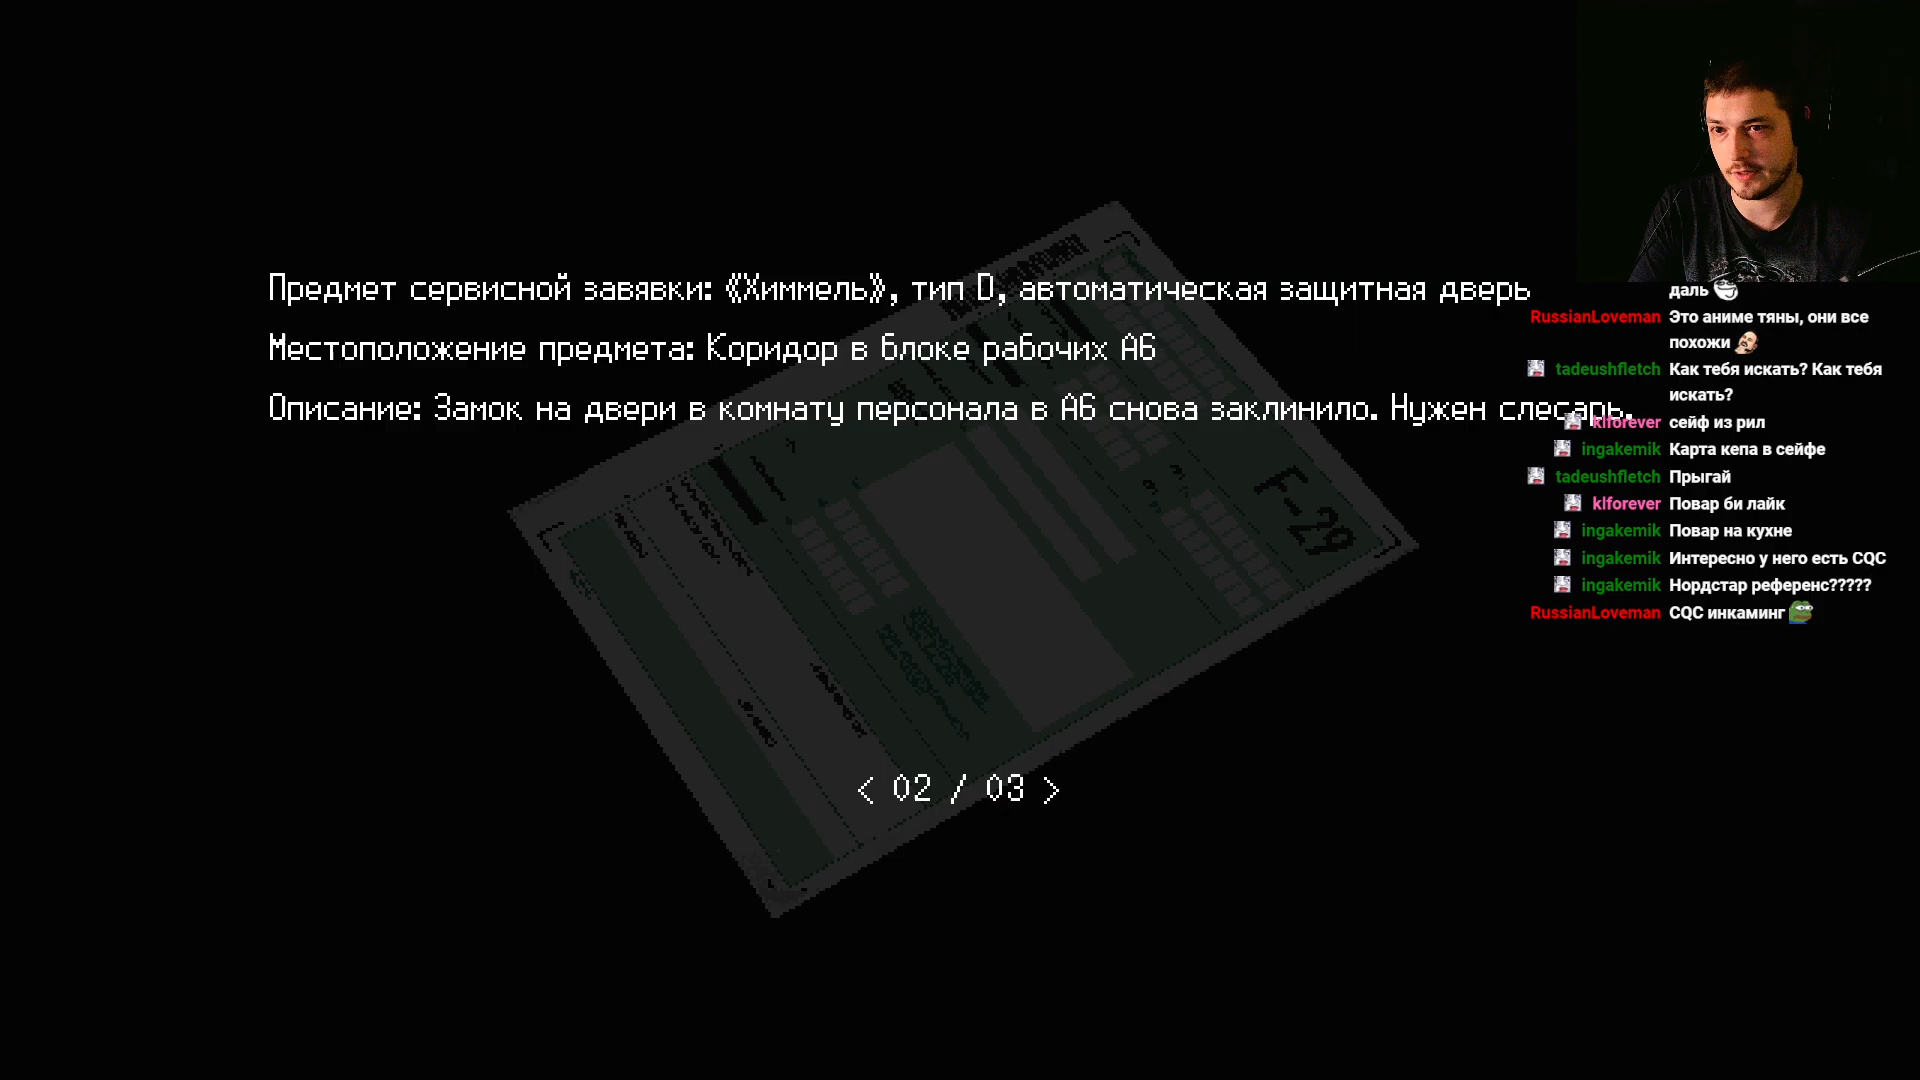 Предмет сервисной завявки: 《Химмель》, тип D, автоматическая защитная дверь
Местоположение предмета: Коридор в блоке рабочих А6
Описание: Замок на двери в комнату персонала в А6 снова заклинило. Нужен слесарь.
F-29
< 02 / 03 >
даль
RussianLoveman Это аниме тяны, они все
похожи
tadeushfletch Как тебя искать? Как тебя
искать?
klforever сейф из рил
ingakemik Карта кепа в сейфе
tadeushfletch Прыгай
klforever Повар би лайк
ingakemik Повар на кухне
ingakemik Интересно у него есть CQC
ingakemik Нордстар референс?????
RussianLoveman CQC инкаминг